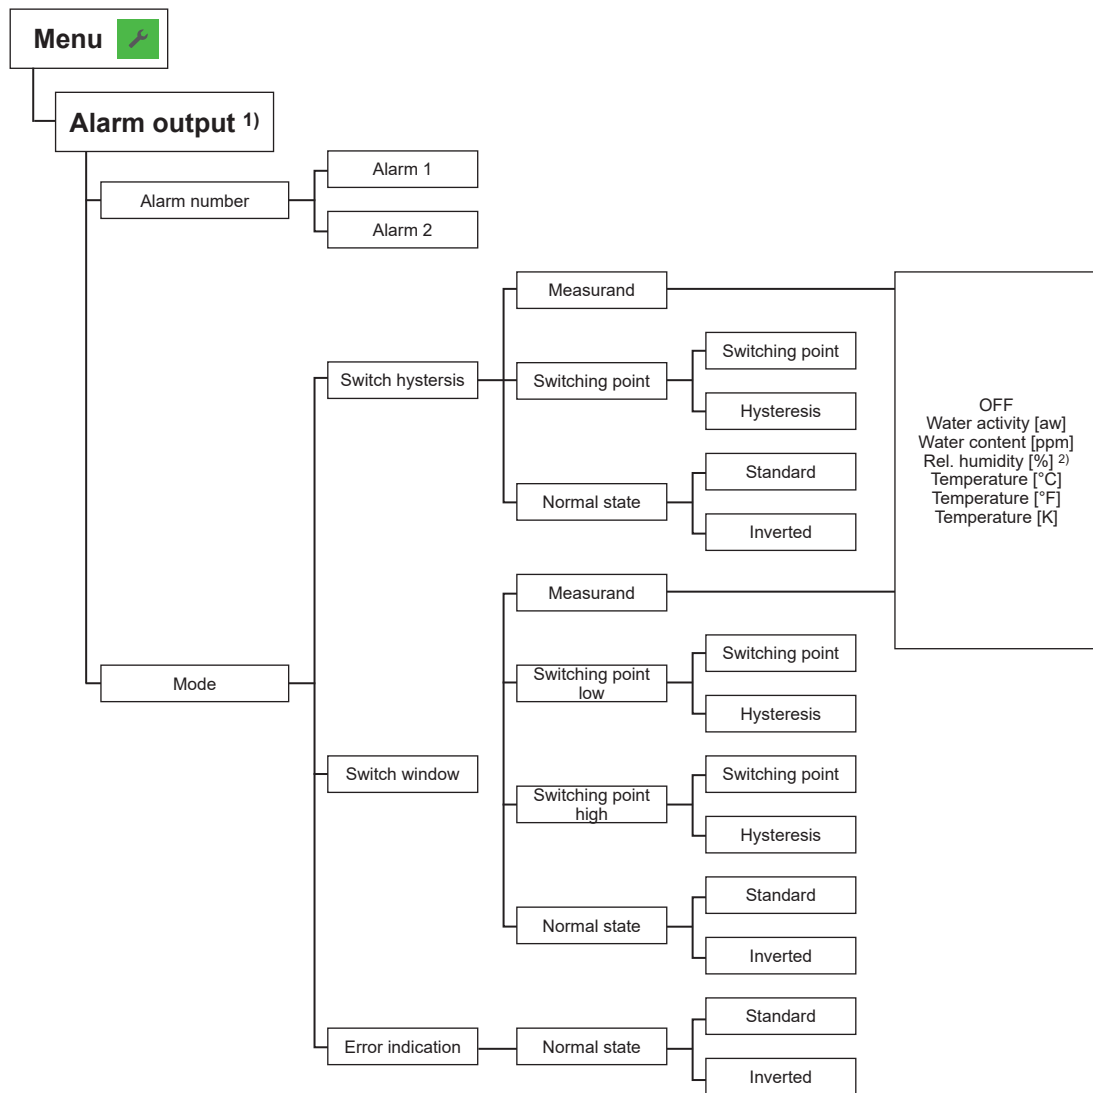 Menu
Alarm output 1)
Alarm number
Alarm 1
Alarm 2
Mode
Switch hystersis
Measurand
Switching point
Switching point
Hysteresis
Normal state
Standard
Inverted
OFF
Water activity [aw]
Water content [ppm]
Rel. humidity [%] 2)
Temperature [°C]
Temperature [°F]
Temperature [K]
Switch window
Measurand
Switching point
low
Switching point
Hysteresis
Switching point
high
Switching point
Hysteresis
Normal state
Standard
Inverted
Error indication
Normal state
Standard
Inverted